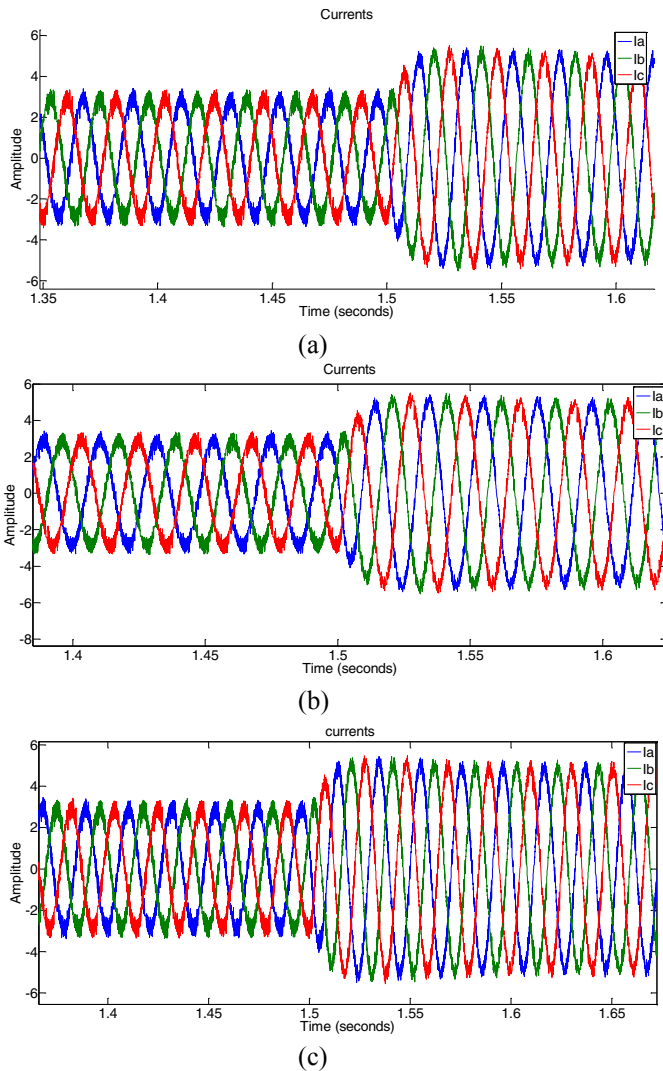 Currents
Ia
Ib
Ic
Amplitude
6
4
2
0
-2
-4
-6
1.35
1.4
1.45
1.5
1.55
1.6
Time (seconds)
(a)
Currents
Ia
Ib
Ic
Amplitude
6
4
2
0
-2
-4
-6
-8
1.4
1.45
1.5
1.55
1.6
Time (seconds)
(b)
currents
Ia
Ib
Ic
Amplitude
6
4
2
0
-2
-4
-6
1.4
1.45
1.5
1.55
1.6
1.65
Time (seconds)
(c)